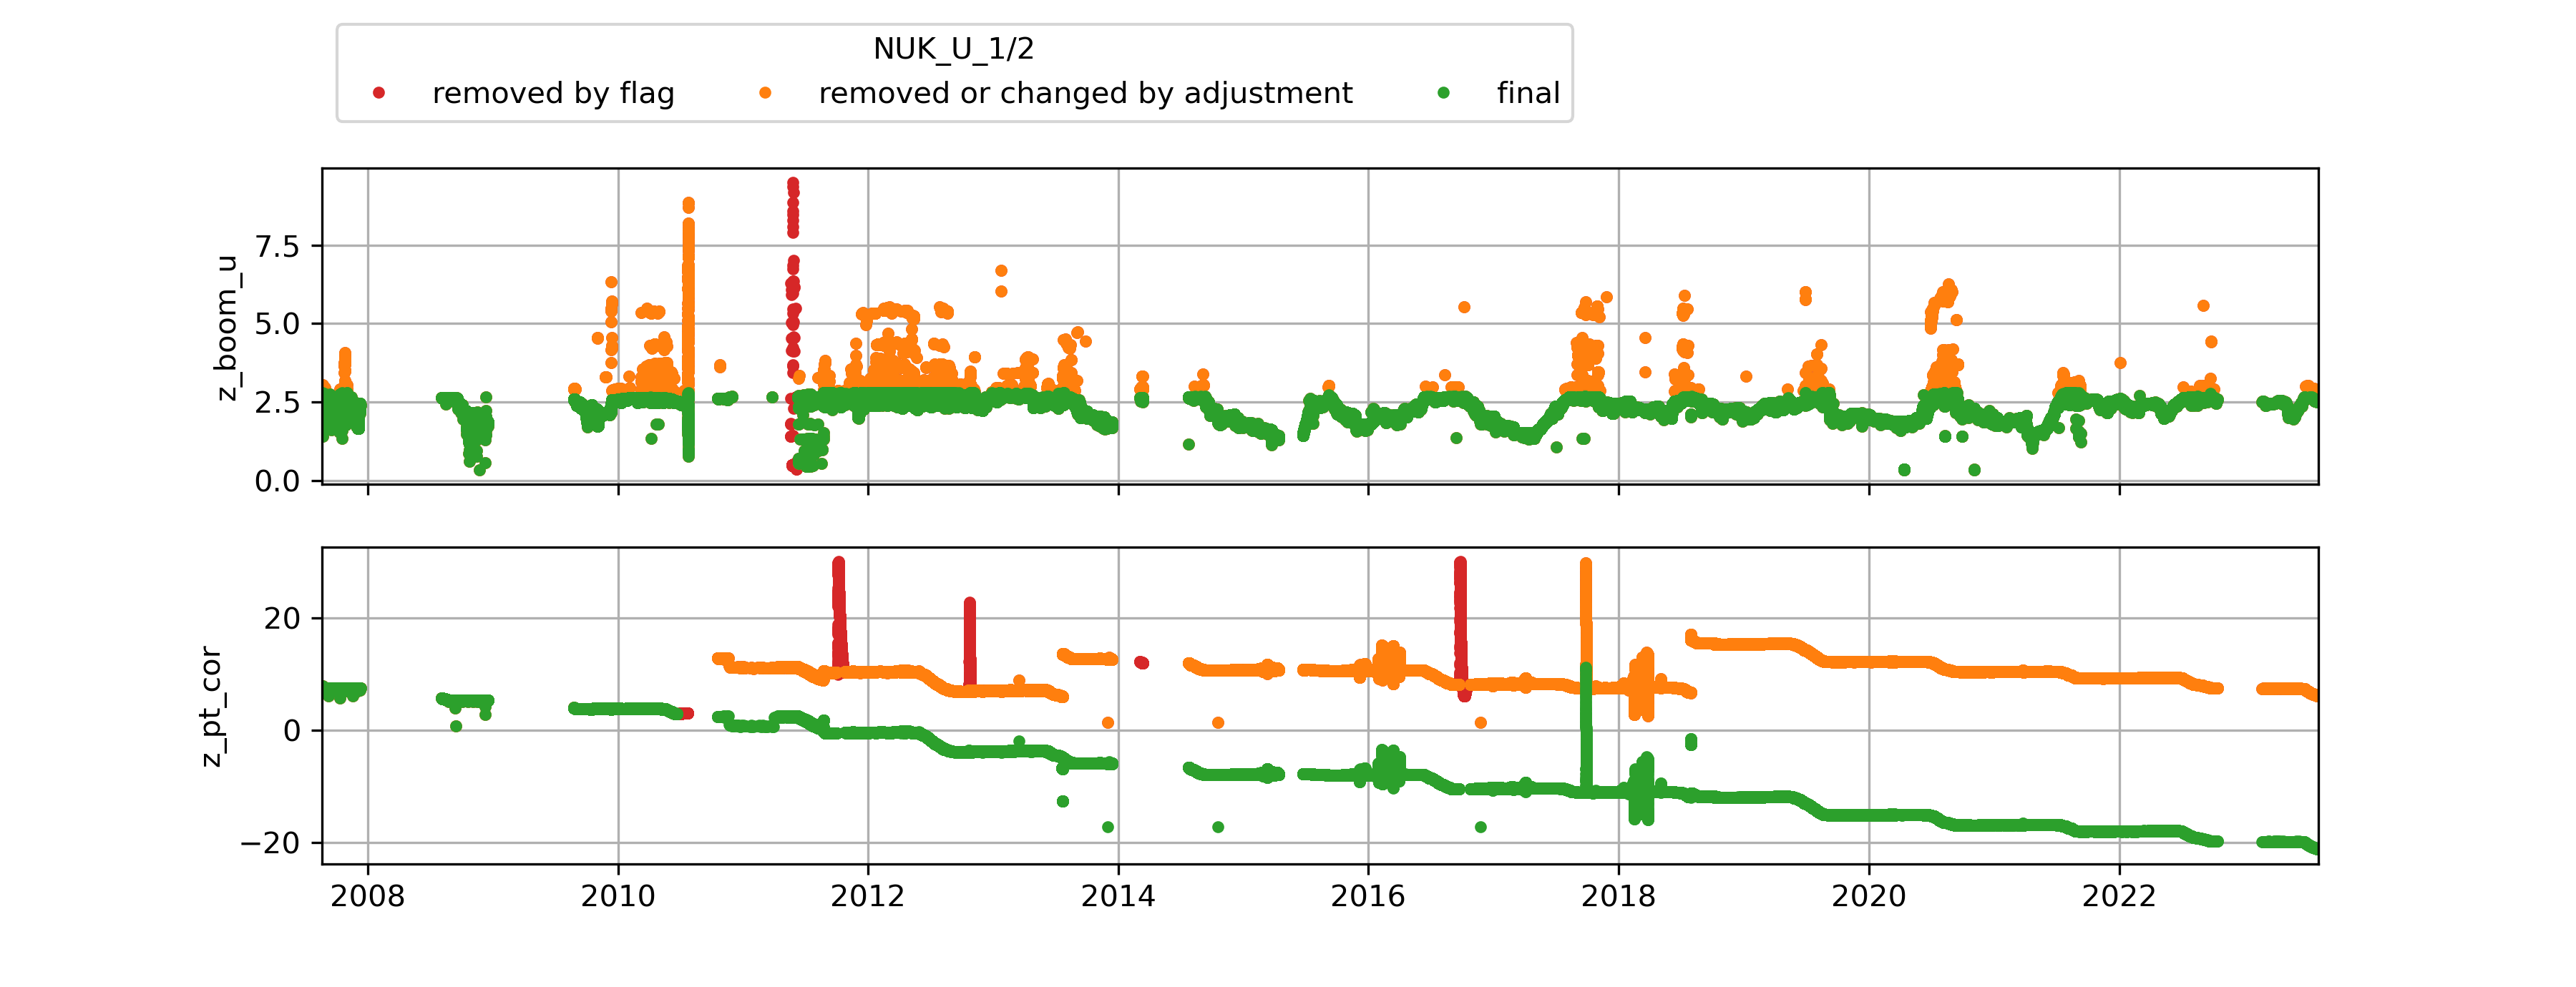 NUK_U_1/2
removed by flag removed or changed by adjustment final
z_boom_u
7.5
5.0
2.5
0.0
z_pt_cor
20
0
−20
2008 2010 2012 2014 2016 2018 2020 2022